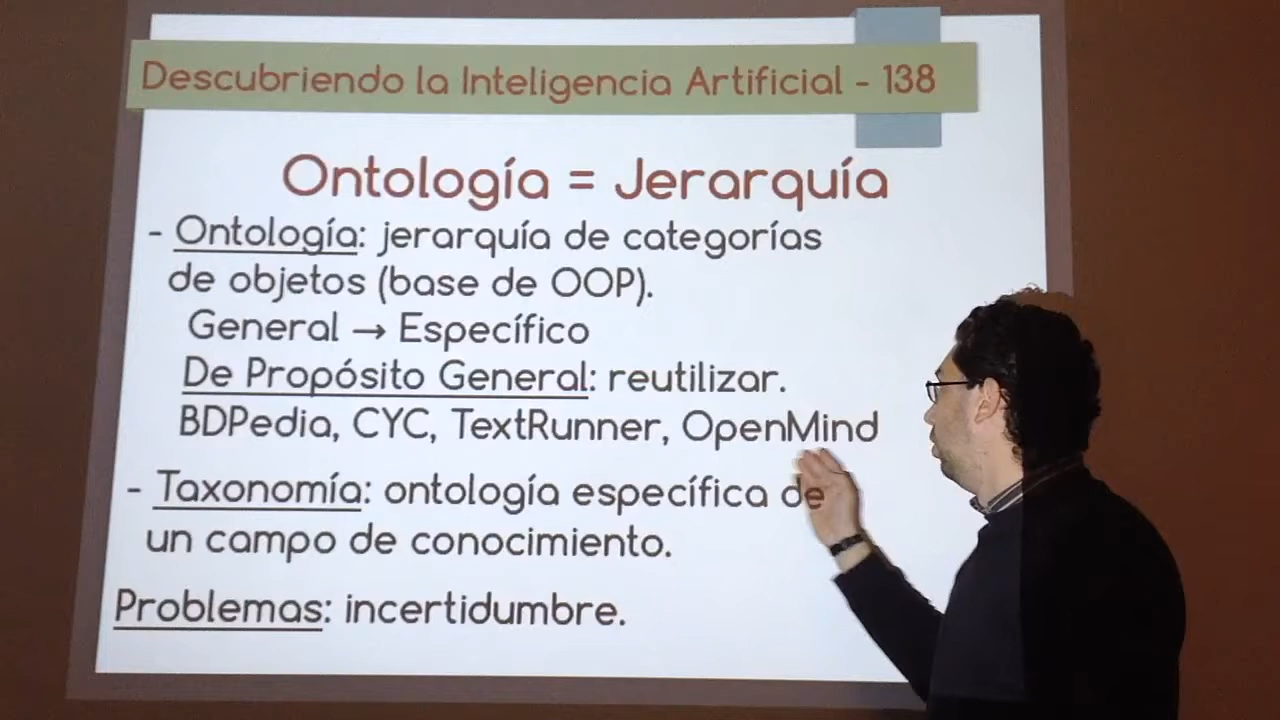 Descubriendo la Inteligencia Artificial - 138
Ontología = Jerarquía
- Ontología: jerarquía de categorías
de objetos (base de OOP).
General → Específico
De Propósito General: reutilizar.
BDPedia, CYC, TextRunner, OpenMind
- Taxonomía: ontología específica de
un campo de conocimiento.
Problemas: incertidumbre.